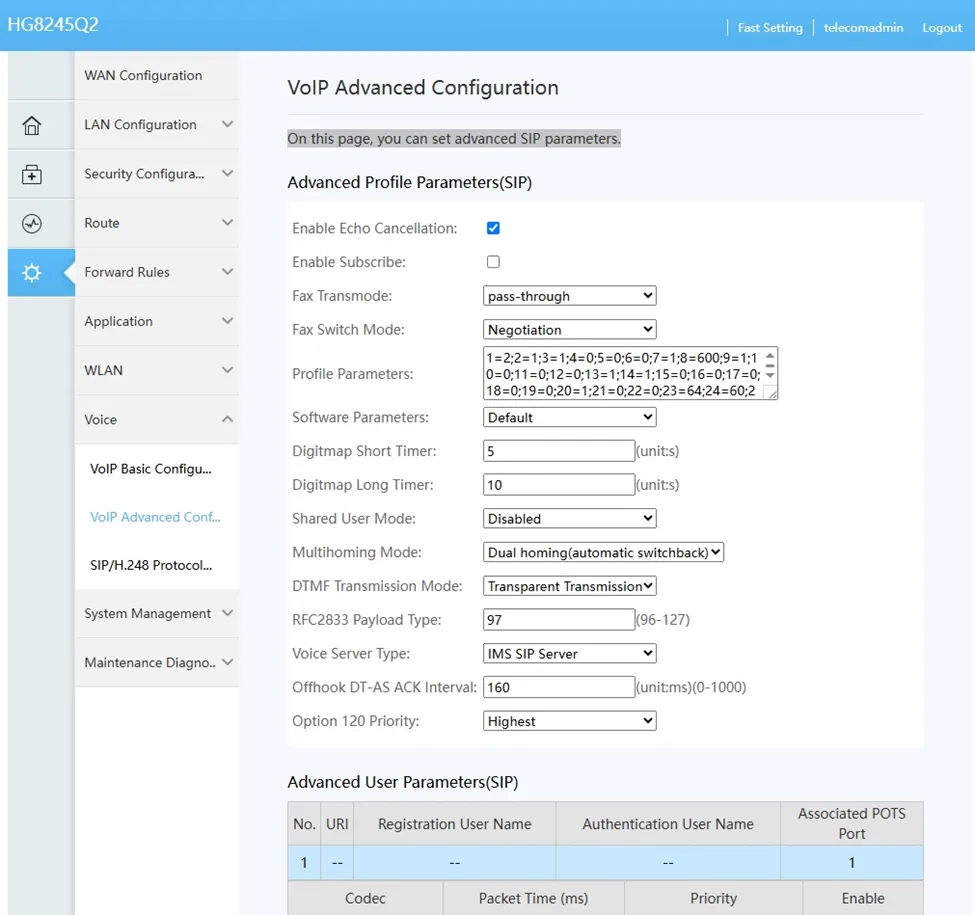 HG8245Q2
Fast Setting
telecomadmin
Logout
WAN Configuration
LAN Configuration
Security Configura...
Route
Forward Rules
Application
WLAN
Voice
VoIP Basic Configu...
VoIP Advanced Conf...
SIP/H.248 Protocol...
System Management
Maintenance Diagno..
VoIP Advanced Configuration
On this page, you can set advanced SIP parameters.
Advanced Profile Parameters(SIP)
Enable Echo Cancellation:
Enable Subscribe:
Fax Transmode: pass-through
Fax Switch Mode: Negotiation
Profile Parameters:
1=2;2=1;3=1;4=0;5=0;6=0;7=1;8=600;9=1;1
0=0;11=0;12=0;13=1;14=1;15=0;16=0;17=0;
18=0;19=0;20=1;21=0;22=0;23=64;24=60;2
Software Parameters: Default
Digitmap Short Timer: 5 (unit:s)
Digitmap Long Timer: 10 (unit:s)
Shared User Mode: Disabled
Multihoming Mode: Dual homing(automatic switchback)
DTMF Transmission Mode: Transparent Transmission
RFC2833 Payload Type: 97 (96-127)
Voice Server Type: IMS SIP Server
Offhook DT-AS ACK Interval: 160 (unit:ms)(0-1000)
Option 120 Priority: Highest
Advanced User Parameters(SIP)
No. URI Registration User Name Authentication User Name Associated POTS
Port
1 -- -- -- 1
Codec Packet Time (ms) Priority Enable